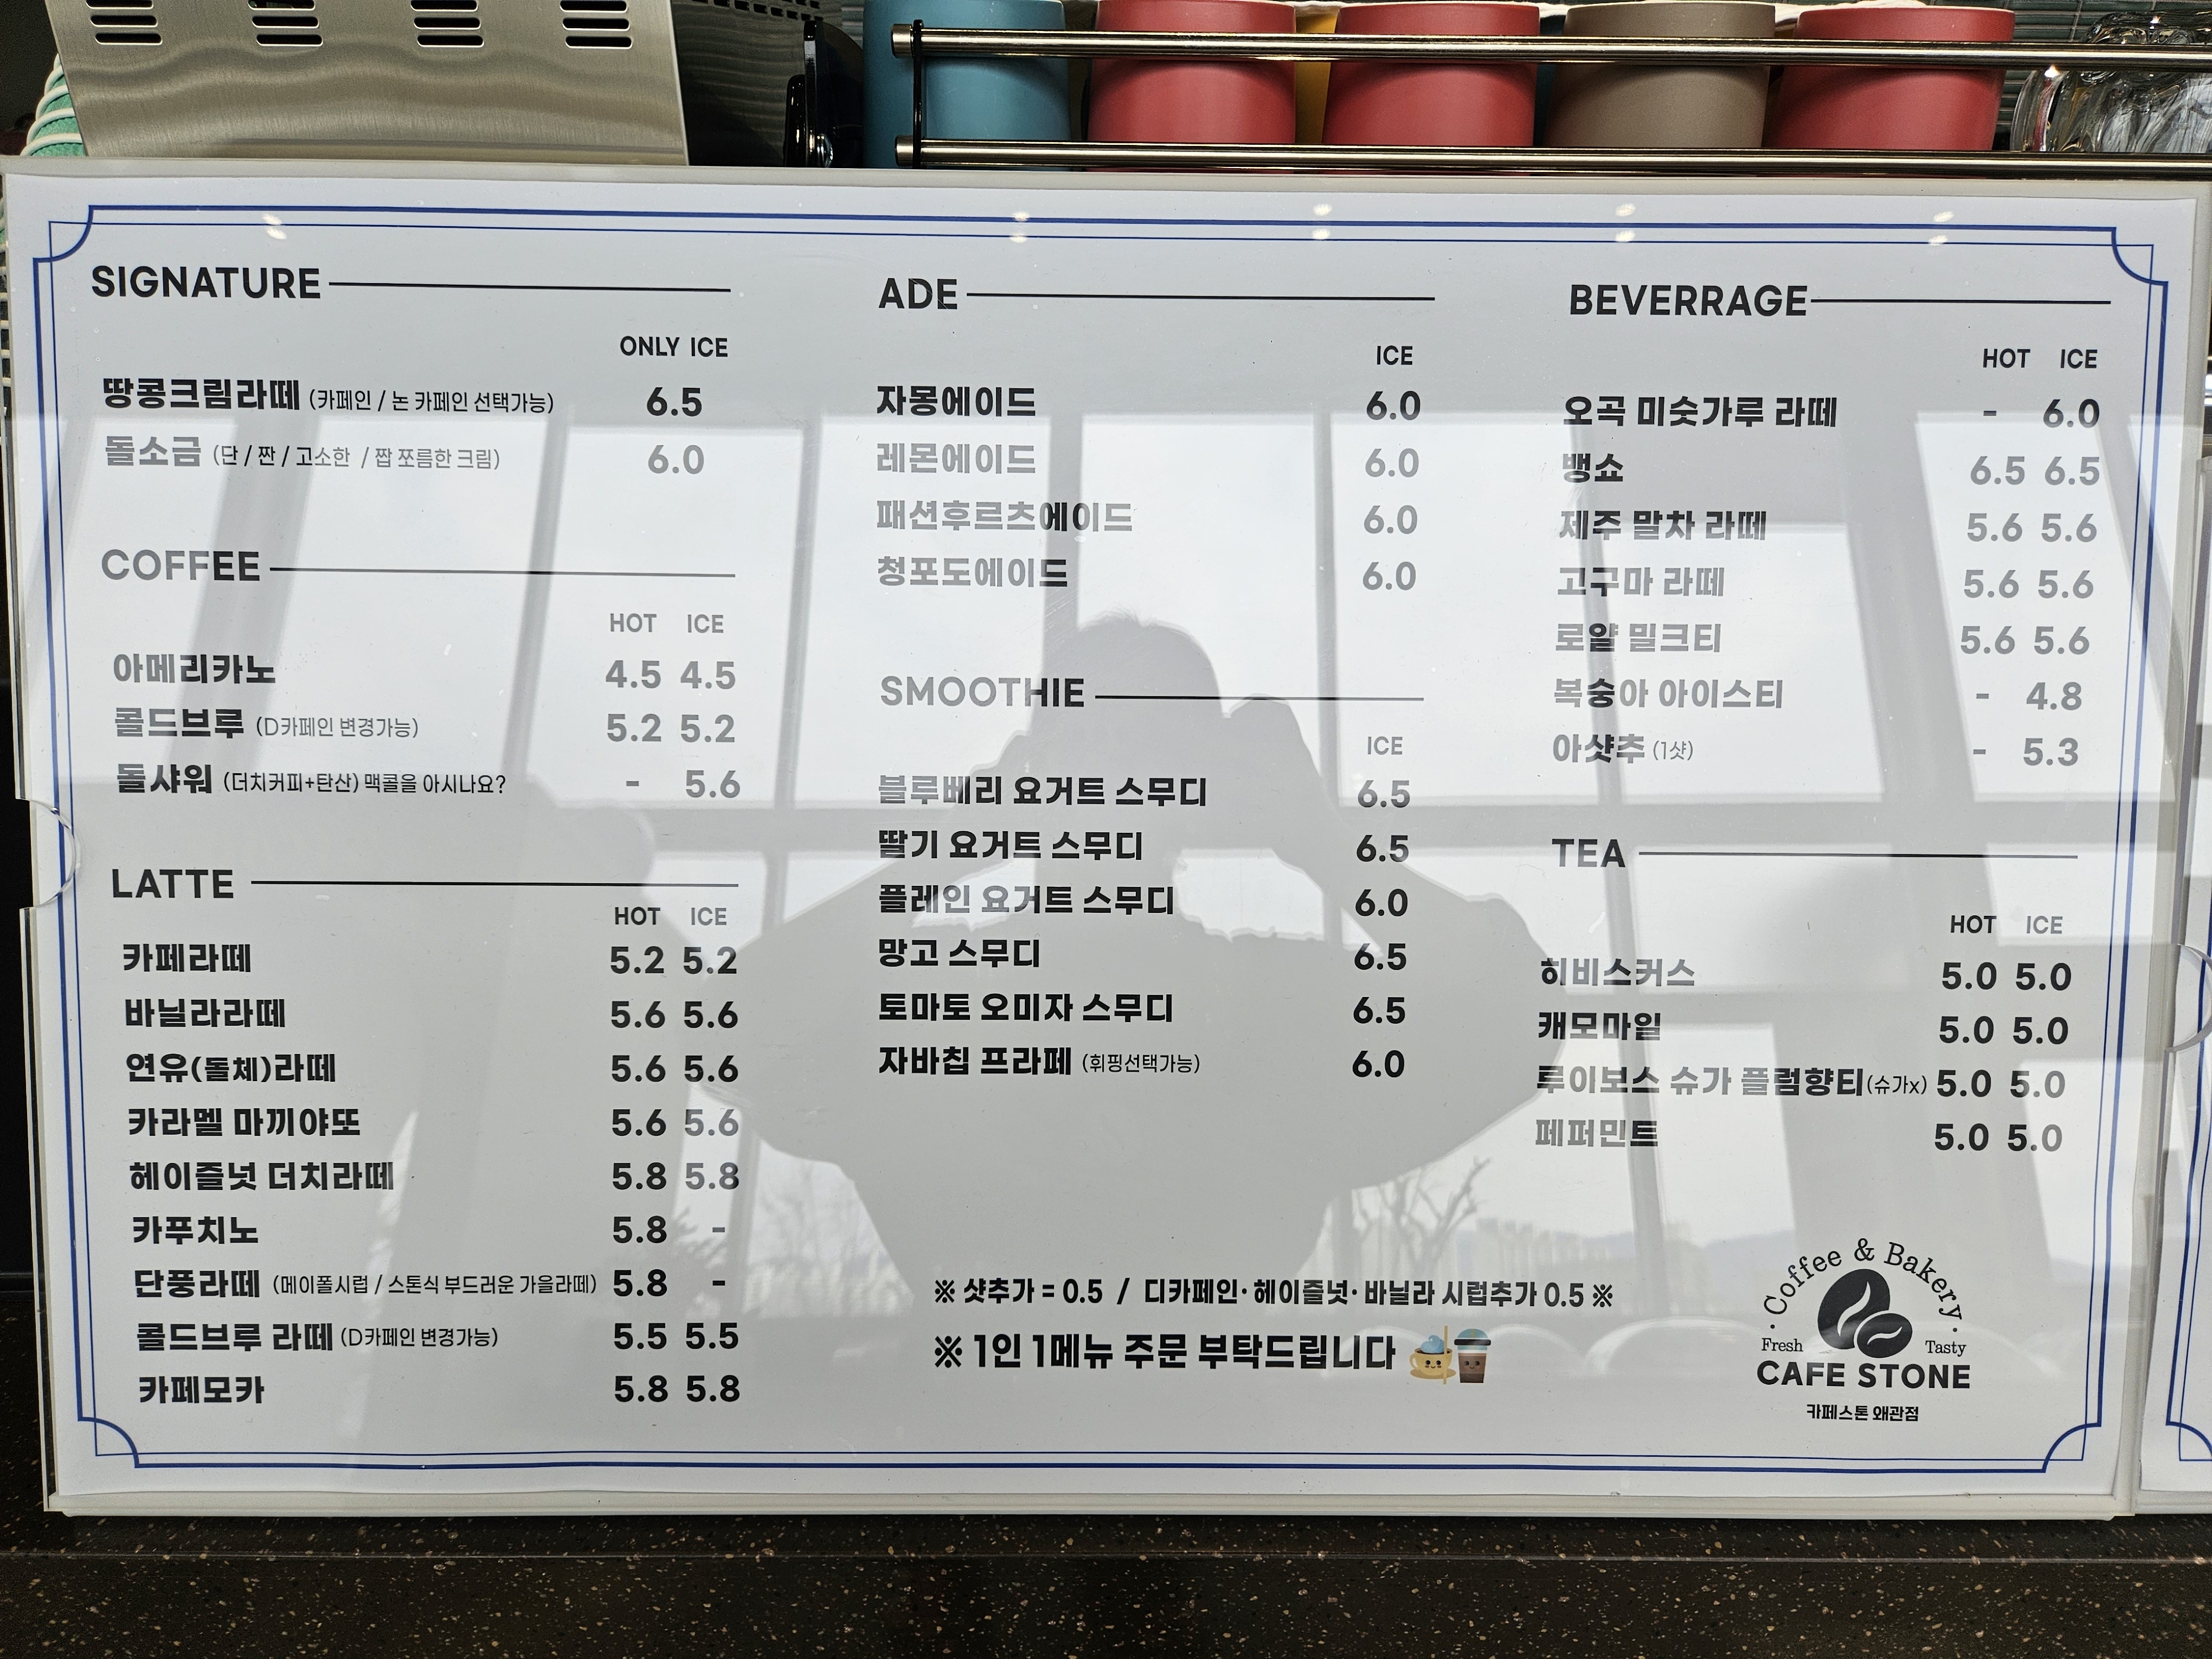 SIGNATURE
ONLY ICE
땅콩크림라떼 (카페인 / 논 카페인 선택가능) 6.5
돌소금 (단 / 짠 / 고소한 / 짭 쪼름한 크림) 6.0
COFFEE
HOT ICE
아메리카노 4.5 4.5
콜드브루 (D카페인 변경가능) 5.2 5.2
돌샤워 (더치커피+탄산) 맥콜을 아시나요? - 5.6
LATTE
HOT ICE
카페라떼 5.2 5.2
바닐라라떼 5.6 5.6
연유(돌체)라떼 5.6 5.6
카라멜 마끼야또 5.6 5.6
헤이즐넛 더치라떼 5.8 5.8
카푸치노 5.8 -
단풍라떼 (메이폴시럽 / 스톤식 부드러운 가을라떼) 5.8 -
콜드브루 라떼 (D카페인 변경가능) 5.5 5.5
카페모카 5.8 5.8
ADE
ICE
자몽에이드 6.0
레몬에이드 6.0
패션후르츠에이드 6.0
청포도에이드 6.0
SMOOTHIE
ICE
블루베리 요거트 스무디 6.5
딸기 요거트 스무디 6.5
플레인 요거트 스무디 6.0
망고 스무디 6.5
토마토 오미자 스무디 6.5
자바칩 프라페 (휘핑선택가능) 6.0
BEVERRAGE
HOT ICE
오곡 미숫가루 라떼 - 6.0
뱅쇼 6.5 6.5
제주 말차 라떼 5.6 5.6
고구마 라떼 5.6 5.6
로얄 밀크티 5.6 5.6
복숭아 아이스티 - 4.8
아샷추 (1샷) - 5.3
TEA
HOT ICE
히비스커스 5.0 5.0
캐모마일 5.0 5.0
루이보스 슈가 플럼향티(슈가x) 5.0 5.0
페퍼민트 5.0 5.0
※ 샷추가 = 0.5 / 디카페인·헤이즐넛·바닐라 시럽추가 0.5 ※
※ 1인 1메뉴 주문 부탁드립니다
· Coffee & Bakery ·
Fresh Tasty
CAFE STONE
카페스톤 왜관점